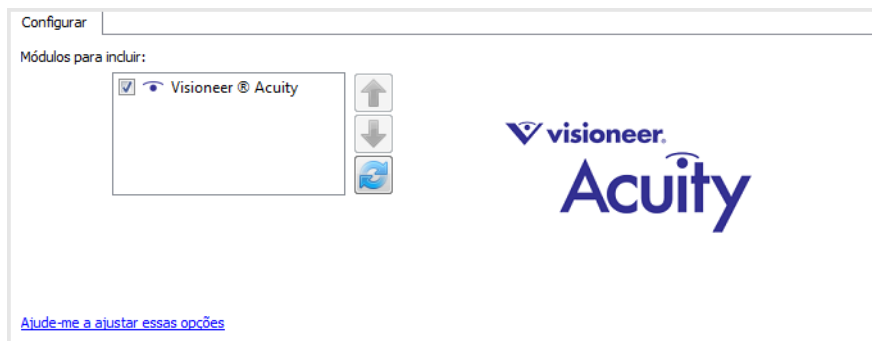 Configurar
Módulos para incluir:
Visioneer ® Acuity
visioneer.
Acuity
Ajude-me a ajustar essas opções